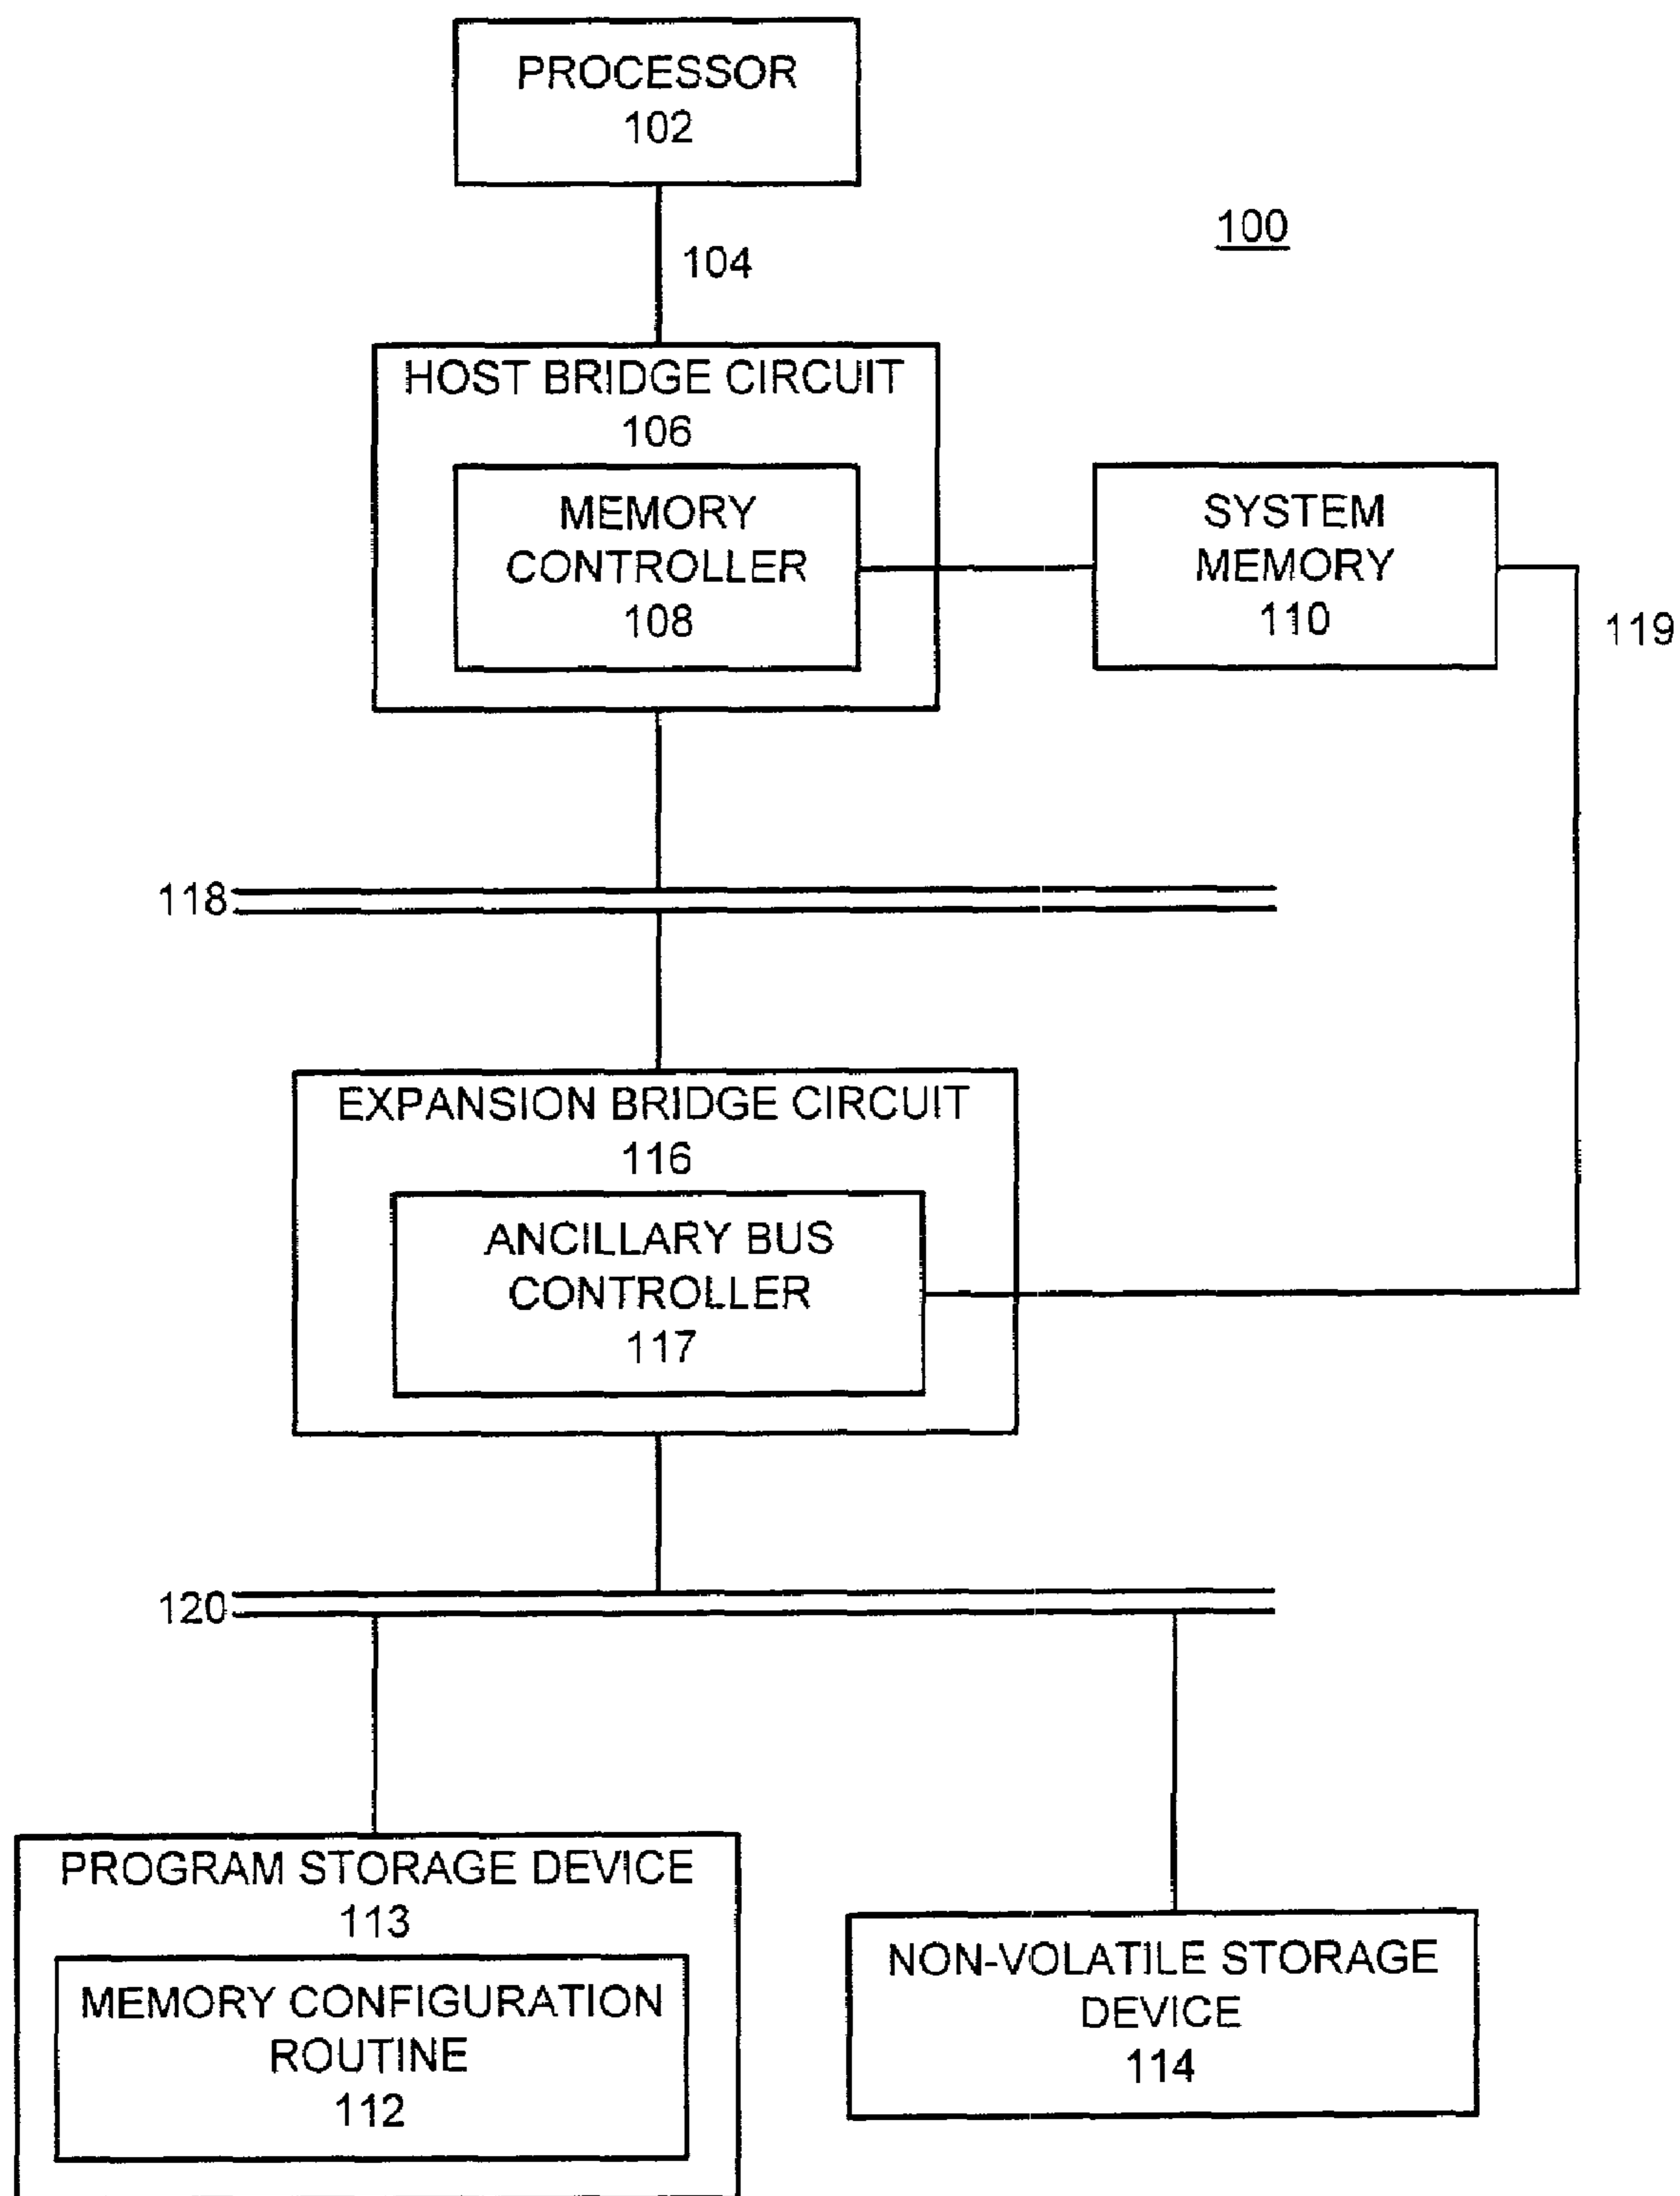 PROCESSOR
102
100
104
HOST BRIDGE CIRCUIT
106
MEMORY
CONTROLLER
108
SYSTEM
MEMORY
110
119
118
EXPANSION BRIDGE CIRCUIT
116
ANCILLARY BUS
CONTROLLER
117
120
PROGRAM STORAGE DEVICE
113
MEMORY CONFIGURATION
ROUTINE
112
NON-VOLATILE STORAGE
DEVICE
114